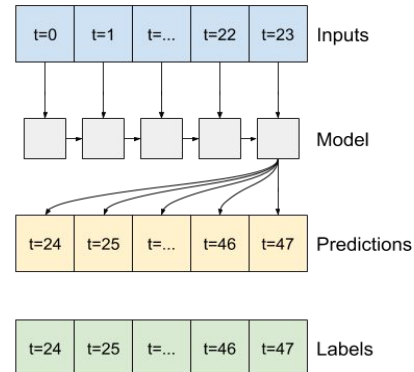 t=0 t=1 t=... t=22 t=23 Inputs
Model
t=24 t=25 t=... t=46 t=47 Predictions
t=24 t=25 t=... t=46 t=47 Labels